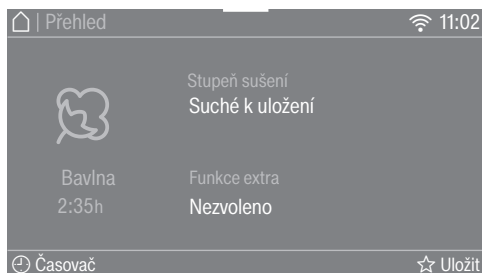 | Přehled 11:02
Stupeň sušení
Suché k uložení
Bavlna
2:35h
Funkce extra
Nezvoleno
Časovač Uložit